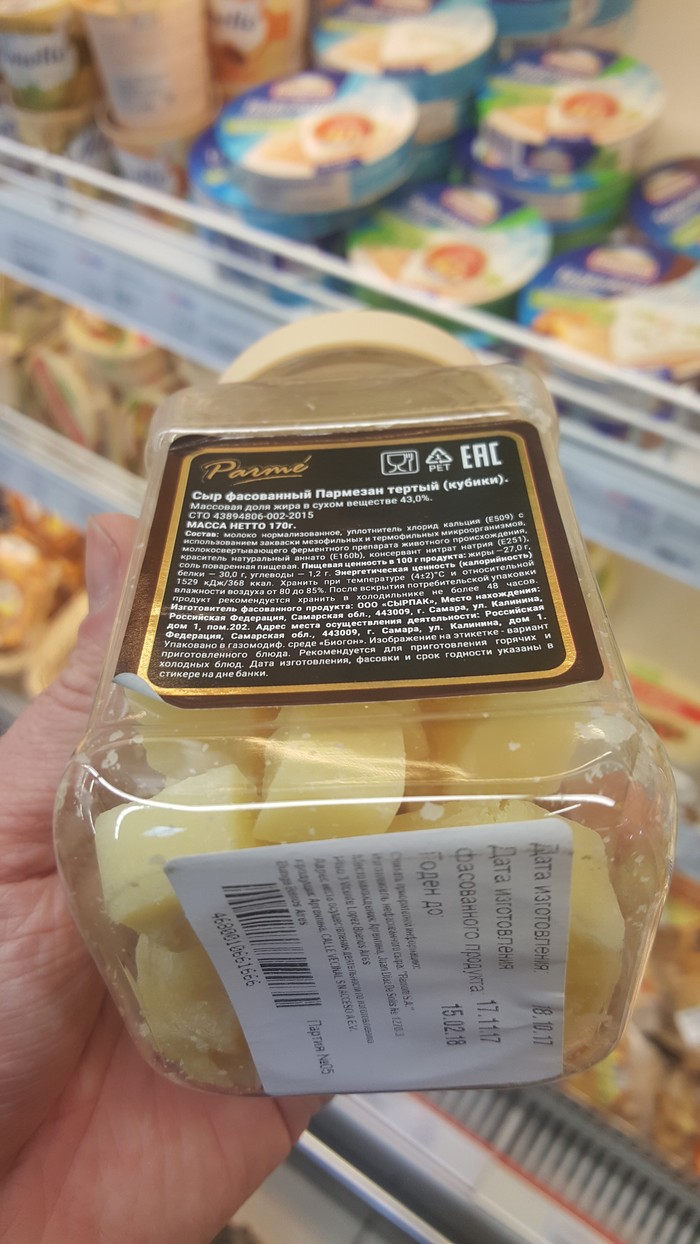 Parmé
PET
EAC
Сыр фасованный Пармезан тертый (кубики).
Массовая доля жира в сухом веществе 43,0%.
СТО 43894806-002-2015
МАССА НЕТТО 170г.
Состав: молоко нормализованное, уплотнитель хлорид кальция (Е509) с
использованием закваски мезофильных и термофильных микроорганизмов,
молокосвертывающего ферментного препарата животного происхождения,
краситель натуральный аннато (Е160b), консервант нитрат натрия (Е251),
соль поваренная пищевая. Пищевая ценность в 100 г продукта: жиры –27,0 г,
белки – 30,0 г, углеводы – 1,2 г. Энергетическая ценность (калорийность)
1529 кДж/368 ккал. Хранить при температуре (4±2)°С и относительной
влажности воздуха от 80 до 85%. После вскрытия потребительской упаковки
продукт рекомендуется хранить в холодильнике не более 48 часов.
Изготовитель фасованного продукта: ООО «СЫРПАК», Место нахождения:
Российская Федерация, Самарская обл., 443009, г. Самара, ул. Калинина,
дом 1, пом.202. Адрес места осуществления деятельности: Российская
Федерация, Самарская обл., 443009, г. Самара, ул. Калинина, дом 1.
Упаковано в газомодиф. среде «Биогон». Изображение на этикетке - вариант
приготовленного блюда. Рекомендуется для приготовления горячих и
холодных блюд. Дата изготовления, фасовки и срок годности указаны в
стикере на дне банки.
Дата изготовления: 18.10.17
Дата изготовления
фасованного продукта 17.11.17
Годен до 15.02.18
Buenos Aires
Партия №05